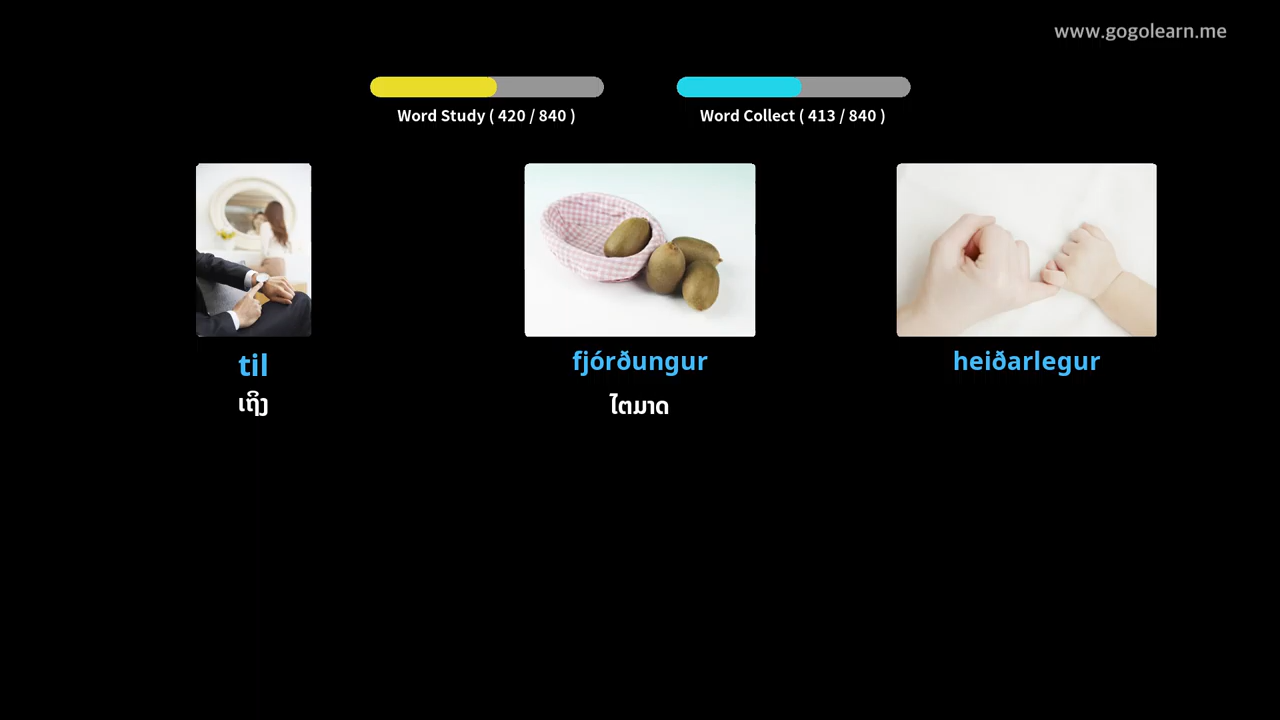 www.gogolearn.me
Word Study ( 420 / 840 )
Word Collect ( 413 / 840 )
til
fjórðungur
heiðarlegur
ເຖິງ
ໄຕມາດ